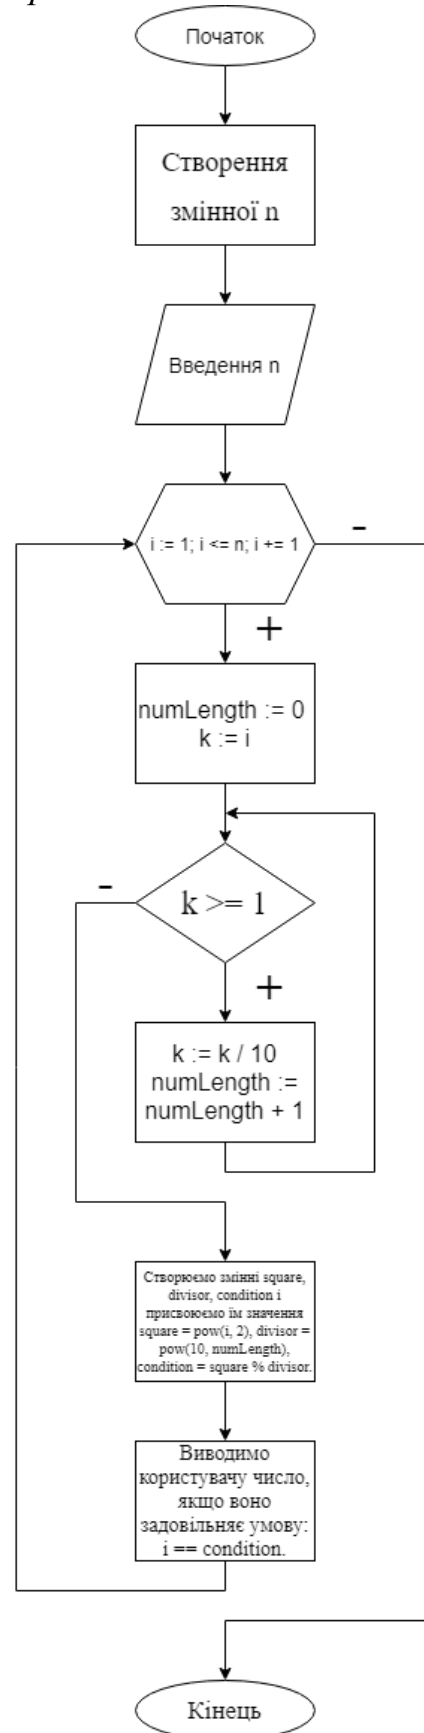 Початок
Створення
змінної n
Введення n
i := 1; i <= n; i += 1
-
+
numLength := 0
k := i
-
k >= 1
+
k := k / 10
numLength :=
numLength + 1
Створюємо змінні square,
divisor, condition і
присвоюємо їм значення
square = pow(i, 2), divisor =
pow(10, numLength),
condition = square % divisor.
Виводимо
користувачу число,
якщо воно
задовільняє умову:
i == condition.
Кінець